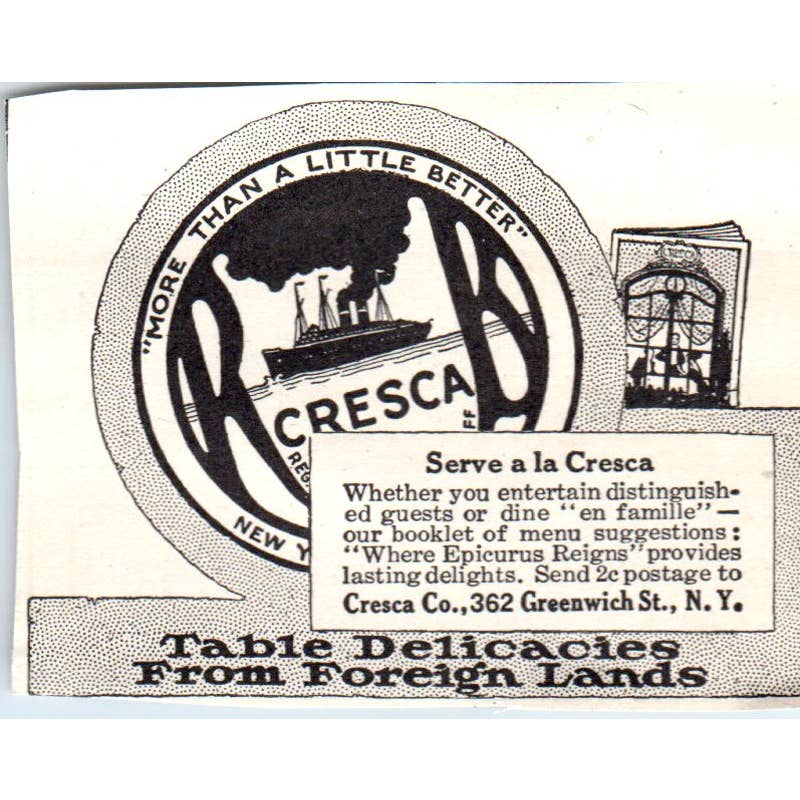 "MORE THAN A LITTLE BETTER"
K B
CRESCA
REG.
FF
NEW Y
Serve a la Cresca
Whether you entertain distinguish-
ed guests or dine "en famille"—
our booklet of menu suggestions:
"Where Epicurus Reigns" provides
lasting delights. Send 2c postage to
Cresca Co., 362 Greenwich St., N. Y.
Table Delicacies
From Foreign Lands